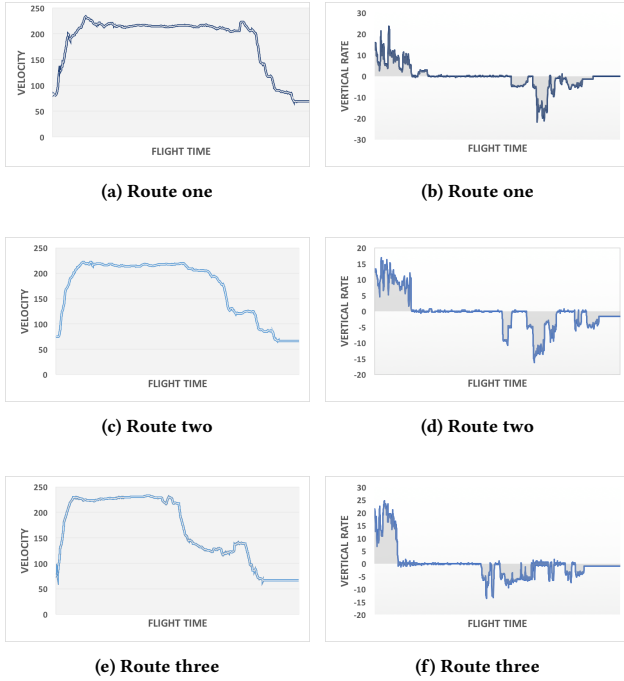 250
200
150
100
50
0
VELOCITY
FLIGHT TIME
(a) Route one
30
20
10
0
-10
-20
-30
VERTICAL RATE
FLIGHT TIME
(b) Route one
250
200
150
100
50
0
VELOCITY
FLIGHT TIME
(c) Route two
20
15
10
5
0
-5
-10
-15
-20
VERTICAL RATE
FLIGHT TIME
(d) Route two
250
200
150
100
50
0
VELOCITY
FLIGHT TIME
(e) Route three
30
25
20
15
10
5
0
-5
-10
-15
-20
VERTICAL RATE
FLIGHT TIME
(f) Route three